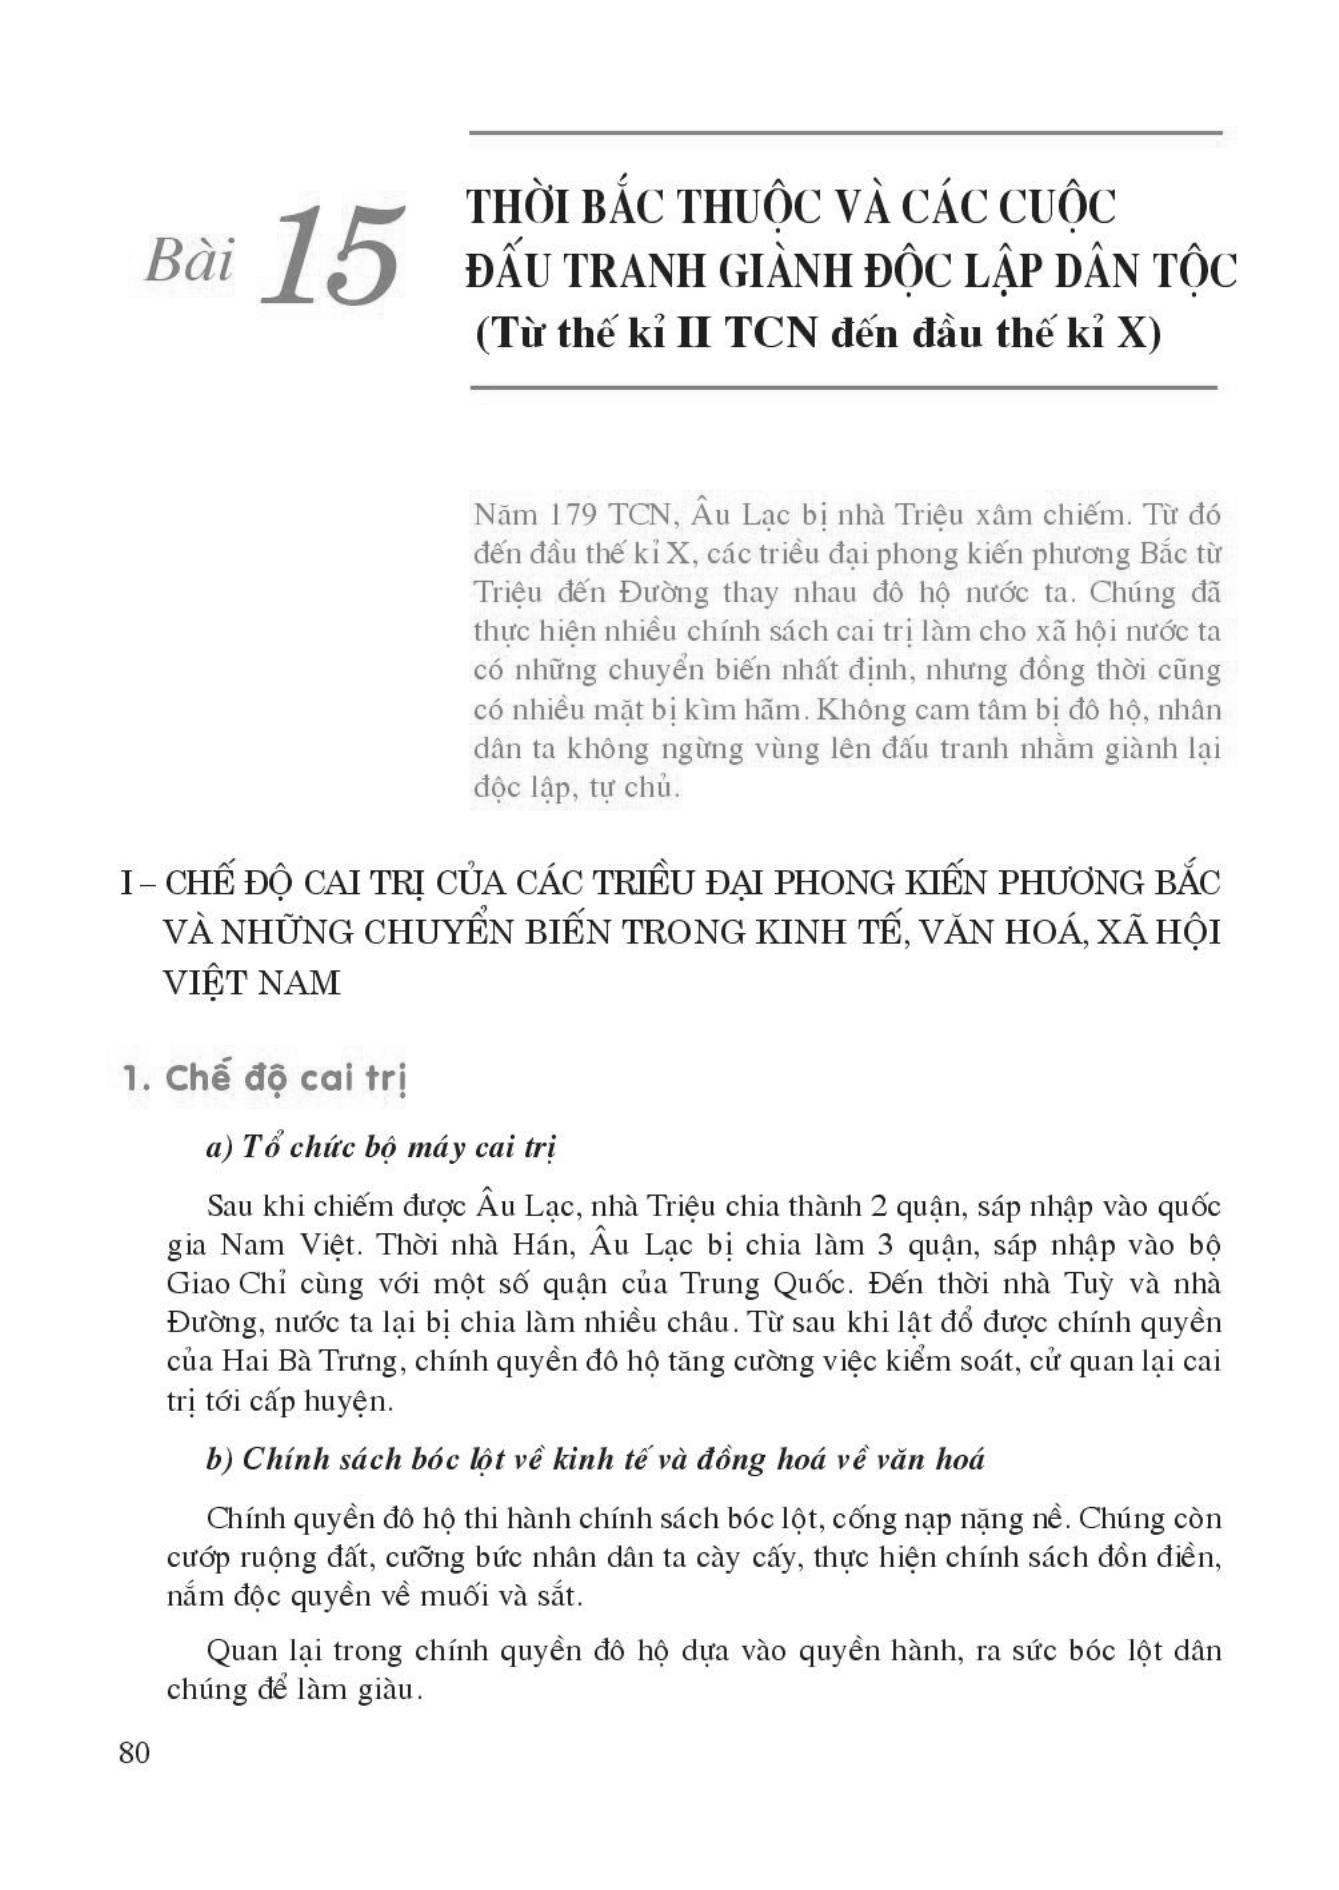 Bài 15
THỜI BẮC THUỘC VÀ CÁC CUỘC
ĐẤU TRANH GIÀNH ĐỘC LẬP DÂN TỘC
(Từ thế kỉ II TCN đến đầu thế kỉ X)
Năm 179 TCN, Âu Lạc bị nhà Triệu xâm chiếm. Từ đó
đến đầu thế kỉ X, các triều đại phong kiến phương Bắc từ
Triệu đến Đường thay nhau đô hộ nước ta. Chúng đã
thực hiện nhiều chính sách cai trị làm cho xã hội nước ta
có những chuyển biến nhất định, nhưng đồng thời cũng
có nhiều mặt bị kìm hãm. Không cam tâm bị đô hộ, nhân
dân ta không ngừng vùng lên đấu tranh nhằm giành lại
độc lập, tự chủ.
I – CHẾ ĐỘ CAI TRỊ CỦA CÁC TRIỀU ĐẠI PHONG KIẾN PHƯƠNG BẮC
VÀ NHỮNG CHUYỂN BIẾN TRONG KINH TẾ, VĂN HOÁ, XÃ HỘI
VIỆT NAM
1. Chế độ cai trị
a) Tổ chức bộ máy cai trị
Sau khi chiếm được Âu Lạc, nhà Triệu chia thành 2 quận, sáp nhập vào quốc
gia Nam Việt. Thời nhà Hán, Âu Lạc bị chia làm 3 quận, sáp nhập vào bộ
Giao Chỉ cùng với một số quận của Trung Quốc. Đến thời nhà Tuỳ và nhà
Đường, nước ta lại bị chia làm nhiều châu. Từ sau khi lật đổ được chính quyền
của Hai Bà Trưng, chính quyền đô hộ tăng cường việc kiểm soát, cử quan lại cai
trị tới cấp huyện.
b) Chính sách bóc lột về kinh tế và đồng hoá về văn hoá
Chính quyền đô hộ thi hành chính sách bóc lột, cống nạp nặng nề. Chúng còn
cướp ruộng đất, cưỡng bức nhân dân ta cày cấy, thực hiện chính sách đồn điền,
nắm độc quyền về muối và sắt.
Quan lại trong chính quyền đô hộ dựa vào quyền hành, ra sức bóc lột dân
chúng để làm giàu.
80